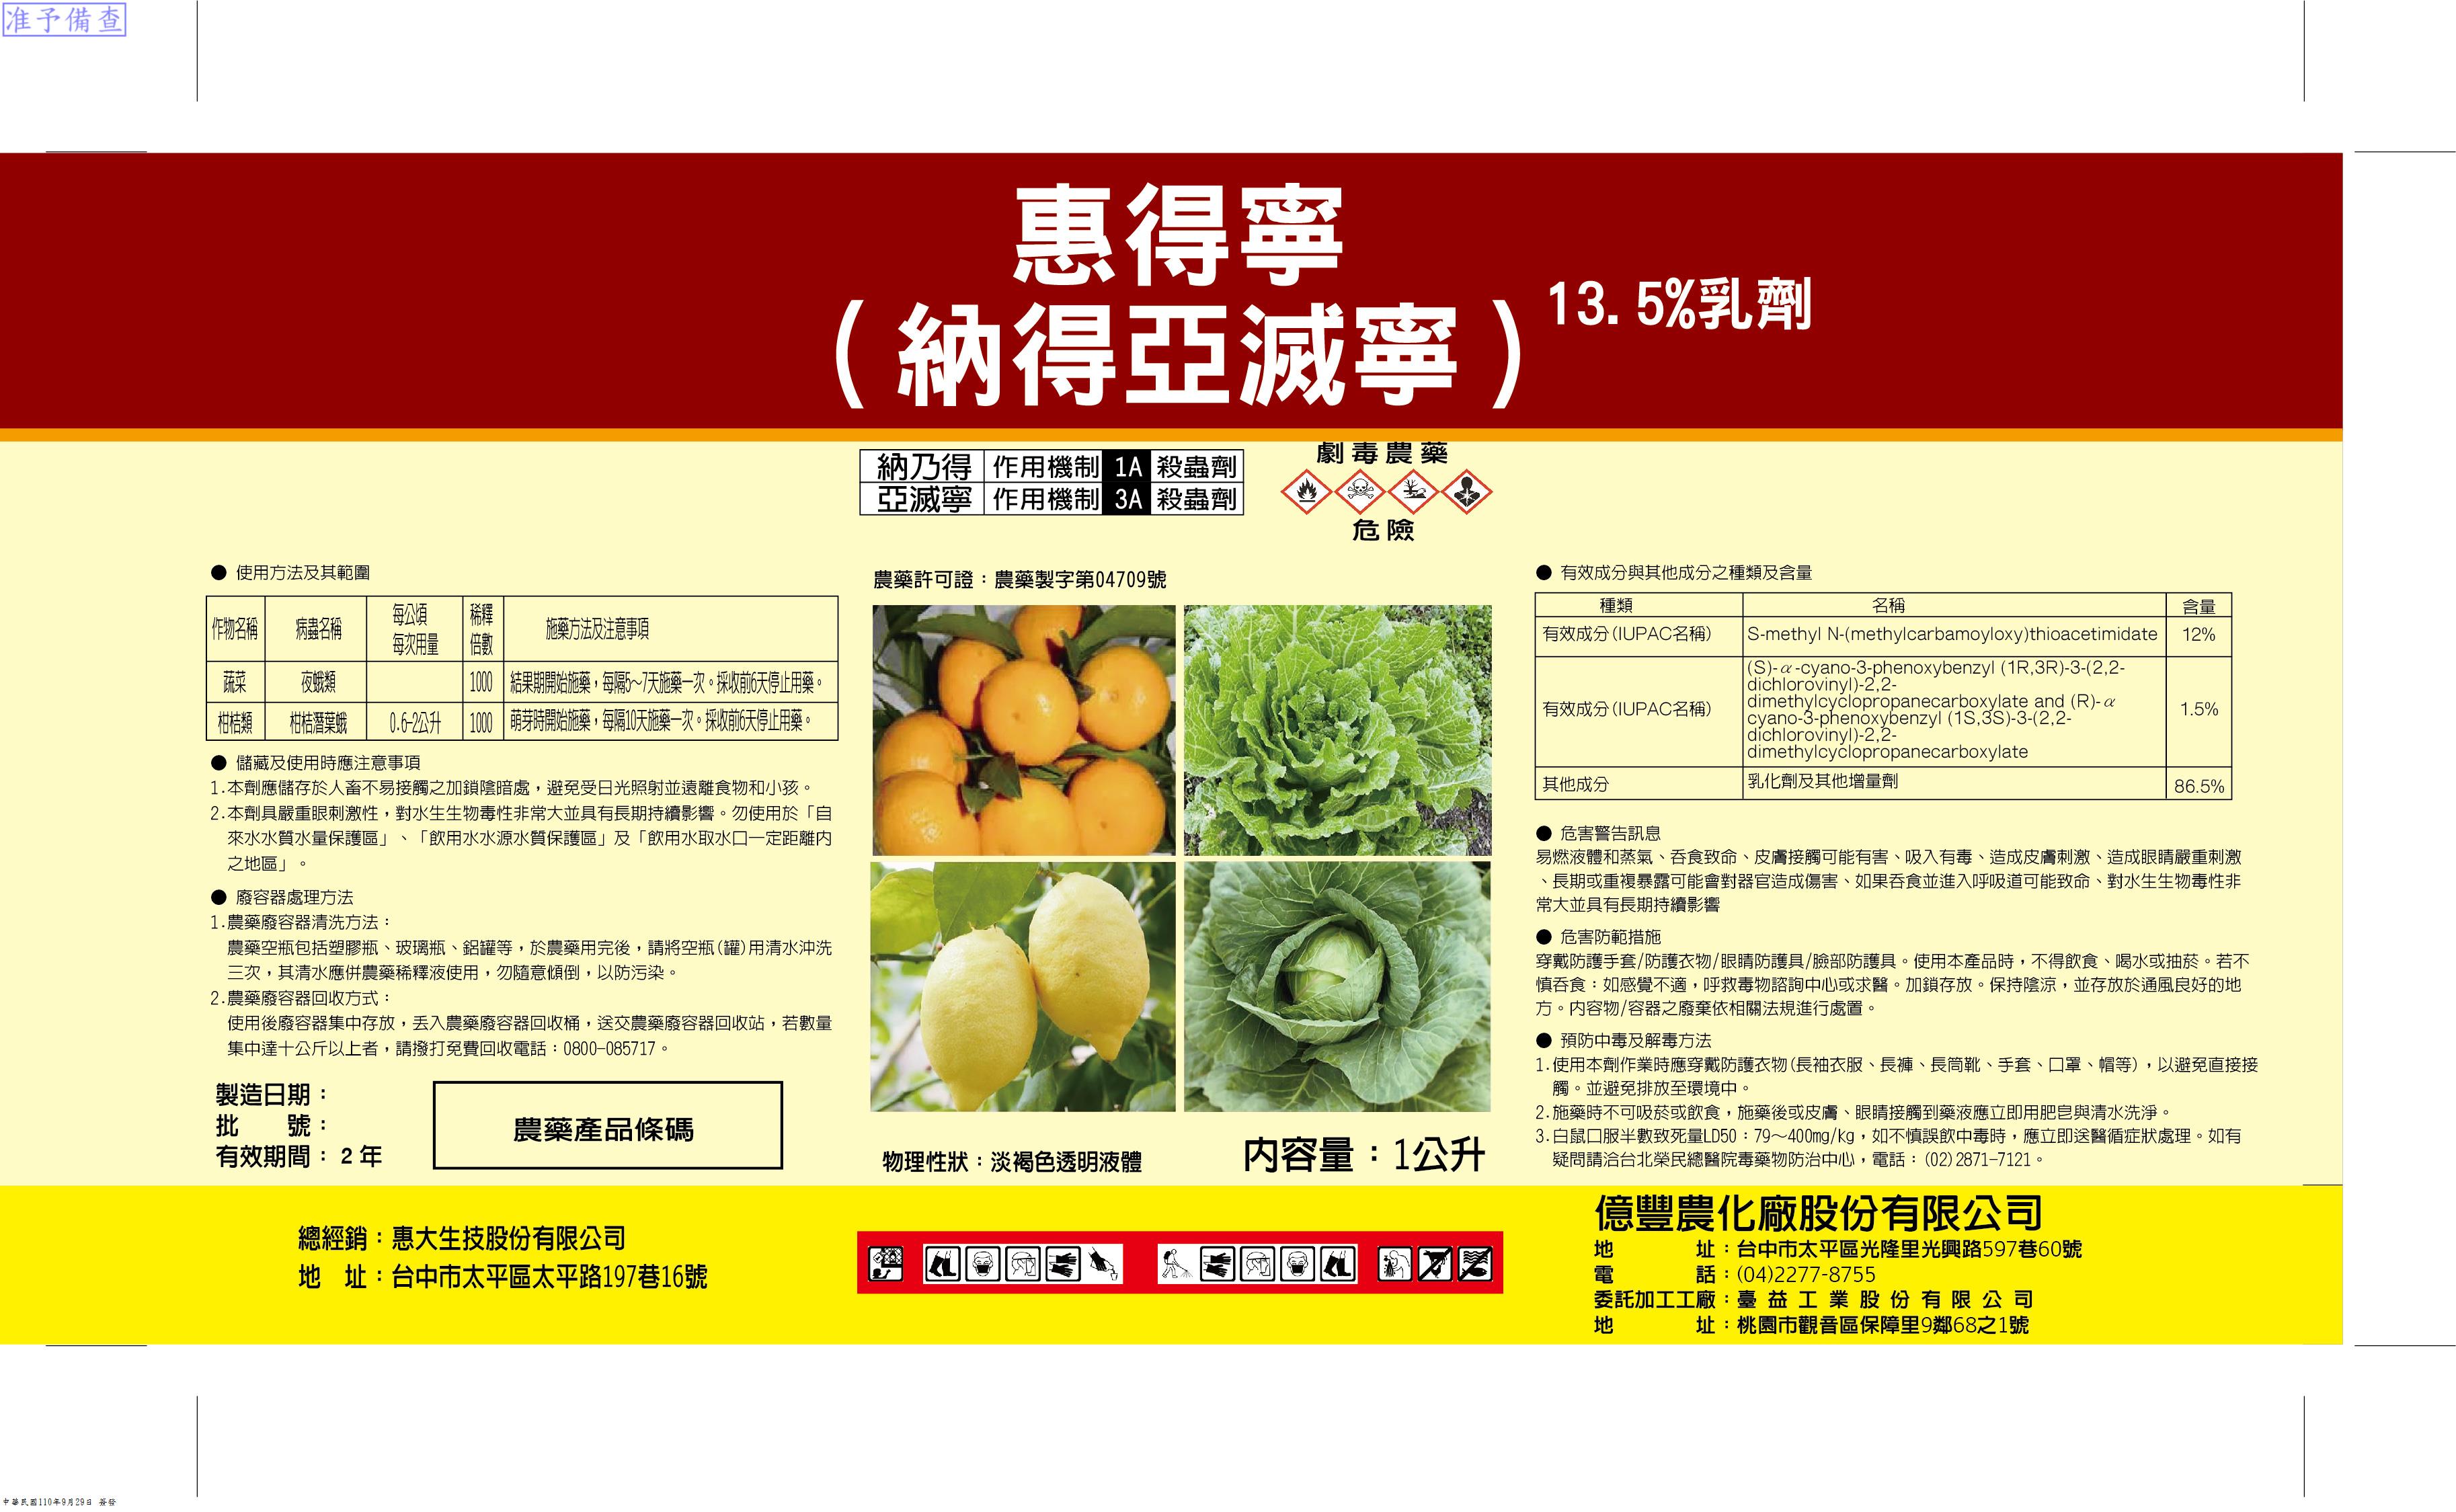 准予備查
惠得寧
(納得亞滅寧)
13.5%乳劑
納乃得 作用機制 1A 殺蟲劑
亞滅寧 作用機制 3A 殺蟲劑
劇毒農藥
危險
● 使用方法及其範圍
作物名稱 病蟲名稱 每公頃每次用量 稀釋倍數 施藥方法及注意事項
蔬菜 夜蛾類 1000 結果期開始施藥，每隔5～7天施藥一次。採收前6天停止用藥。
柑桔類 柑桔潛葉蛾 0.6-2公升 1000 萌芽時開始施藥，每隔10天施藥一次。採收前6天停止用藥。
● 儲藏及使用時應注意事項
1.本劑應儲存於人畜不易接觸之加鎖陰暗處，避免受日光照射並遠離食物和小孩。
2.本劑具嚴重眼刺激性，對水生生物毒性非常大並具有長期持續影響。勿使用於「自
來水水質水量保護區」、「飲用水水源水質保護區」及「飲用水取水口一定距離內
之地區」。
● 廢容器處理方法
1.農藥廢容器清洗方法：
農藥空瓶包括塑膠瓶、玻璃瓶、鋁罐等，於農藥用完後，請將空瓶(罐)用清水沖洗
三次，其清水應併農藥稀釋液使用，勿隨意傾倒，以防污染。
2.農藥廢容器回收方式：
使用後廢容器集中存放，丟入農藥廢容器回收桶，送交農藥廢容器回收站，若數量
集中達十公斤以上者，請撥打免費回收電話：0800-085717。
製造日期：
批　　號：
有效期間：2年
農藥產品條碼
農藥許可證：農藥製字第04709號
物理性狀：淡褐色透明液體
內容量：1公升
● 有效成分與其他成分之種類及含量
種類 名稱 含量
有效成分(IUPAC名稱) S-methyl N-(methylcarbamoyloxy)thioacetimidate 12%
(S)-α-cyano-3-phenoxybenzyl (1R,3R)-3-(2,2-
dichlorovinyl)-2,2-
dimethylcyclopropanecarboxylate and (R)-α
有效成分(IUPAC名稱) cyano-3-phenoxybenzyl (1S,3S)-3-(2,2- 1.5%
dichlorovinyl)-2,2-
dimethylcyclopropanecarboxylate
其他成分 乳化劑及其他增量劑 86.5%
● 危害警告訊息
易燃液體和蒸氣、吞食致命、皮膚接觸可能有害、吸入有毒、造成皮膚刺激、造成眼睛嚴重刺激
、長期或重複暴露可能會對器官造成傷害、如果吞食並進入呼吸道可能致命、對水生生物毒性非
常大並具有長期持續影響
● 危害防範措施
穿戴防護手套/防護衣物/眼睛防護具/臉部防護具。使用本產品時，不得飲食、喝水或抽菸。若不
慎吞食：如感覺不適，呼救毒物諮詢中心或求醫。加鎖存放。保持陰涼，並存放於通風良好的地
方。內容物/容器之廢棄依相關法規進行處置。
● 預防中毒及解毒方法
1.使用本劑作業時應穿戴防護衣物(長袖衣服、長褲、長筒靴、手套、口罩、帽等)，以避免直接接
觸。並避免排放至環境中。
2.施藥時不可吸菸或飲食，施藥後或皮膚、眼睛接觸到藥液應立即用肥皂與清水洗淨。
3.白鼠口服半數致死量LD50：79～400mg/kg，如不慎誤飲中毒時，應立即送醫循症狀處理。如有
疑問請洽台北榮民總醫院毒藥物防治中心，電話：(02)2871-7121。
總經銷：惠大生技股份有限公司
地　址：台中市太平區太平路197巷16號
億豐農化廠股份有限公司
地　　　址：台中市太平區光隆里光興路597巷60號
電　　　話：(04)2277-8755
委託加工工廠：臺益工業股份有限公司
地　　　址：桃園市觀音區保障里9鄰68之1號
中華民國110年9月29日 簽發